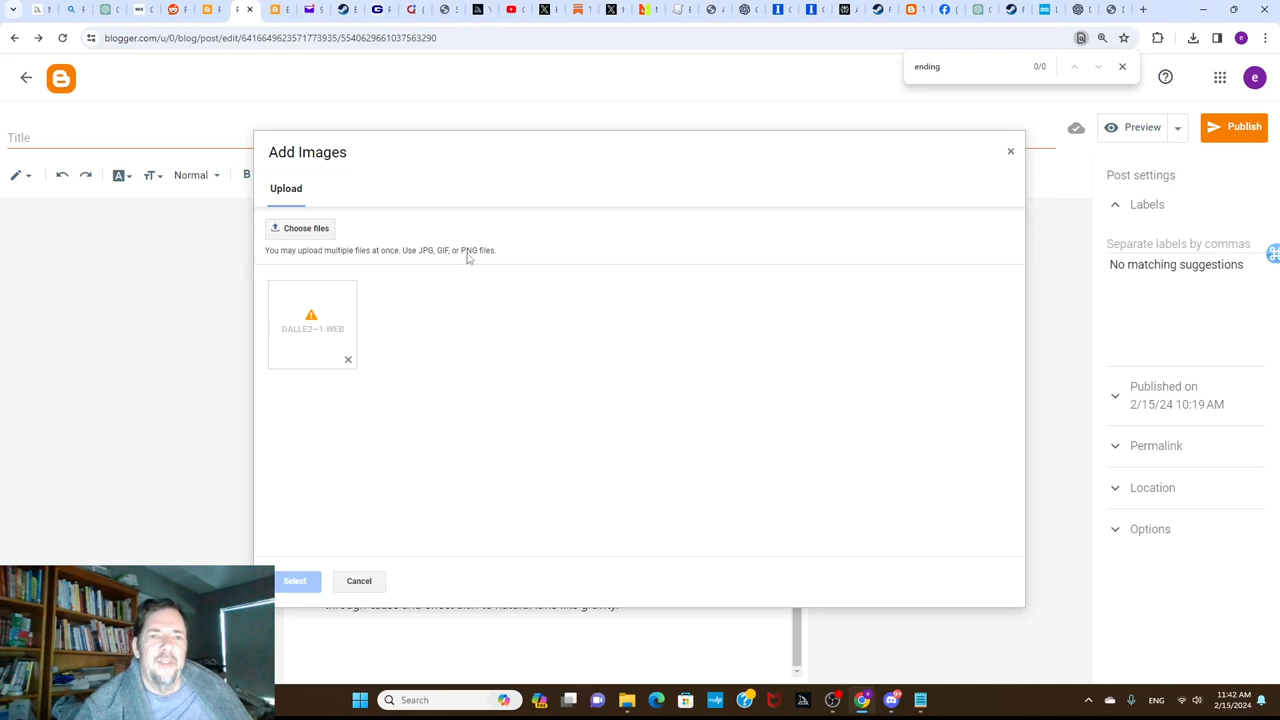 blogger.com/u/0/blog/post/edit/6416649623571773935/5540629661037563290
ending
0/0
Title
Preview
Publish
Normal
B
Add Images
Upload
Choose files
You may upload multiple files at once. Use JPG, GIF, or PNG files.
DALLE2~1.WEB
Select
Cancel
Post settings
Labels
Separate labels by commas
No matching suggestions
Published on
2/15/24 10:19 AM
Permalink
Location
Options
Search
ENG
11:42 AM
2/15/2024